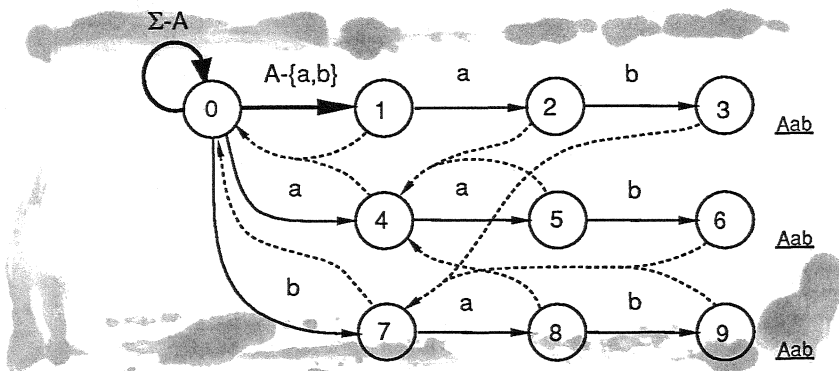 Σ-A
A-{a,b} a b
0 1 2 3 Aab
a a b
4 5 6 Aab
b a b
7 8 9 Aab